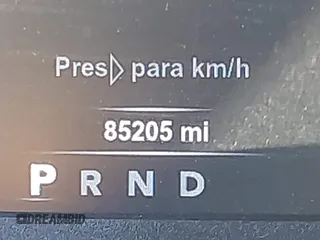 Pres▷ para km/h
85205 mi
P R N D
DREAMBID